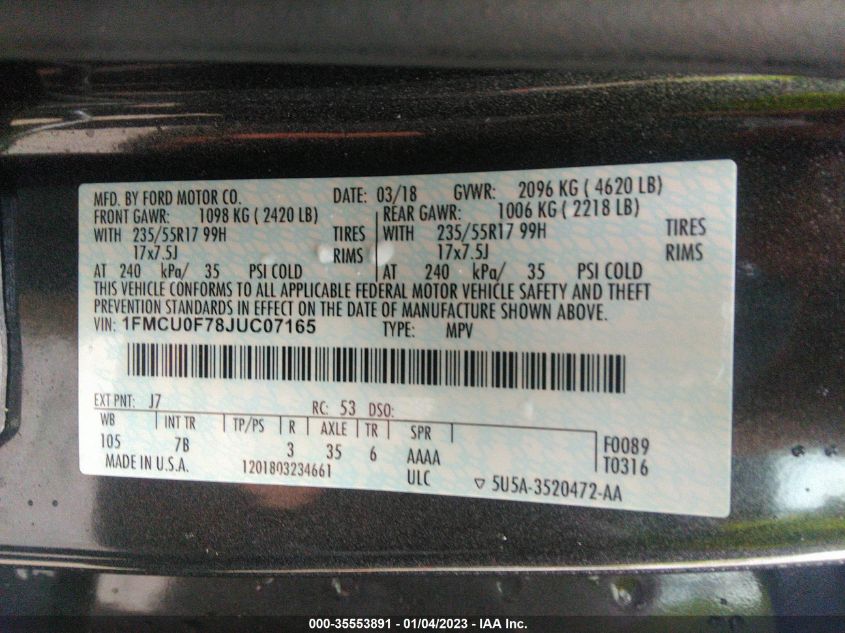 MFD. BY FORD MOTOR CO. DATE: 03/18 GVWR: 2096 KG ( 4620 LB)
FRONT GAWR: 1098 KG ( 2420 LB) REAR GAWR: 1006 KG ( 2218 LB)
WITH 235/55R17 99H TIRES WITH 235/55R17 99H TIRES
17x7.5J RIMS 17x7.5J RIMS
AT 240 kPa/ 35 PSI COLD AT 240 kPa/ 35 PSI COLD
THIS VEHICLE CONFORMS TO ALL APPLICABLE FEDERAL MOTOR VEHICLE SAFETY AND THEFT
PREVENTION STANDARDS IN EFFECT ON THE DATE OF MANUFACTURE SHOWN ABOVE.
VIN: 1FMCU0F78JUC07165 TYPE: MPV
EXT PNT: J7 RC: 53 DSO:
WB INT TR TP/PS R AXLE TR SPR
105 7B 3 35 6 AAAA F0089
MADE IN U.S.A. 1201803234661 ULC T0316
▽ 5U5A-3520472-AA
000-35553891 - 01/04/2023 - IAA Inc.